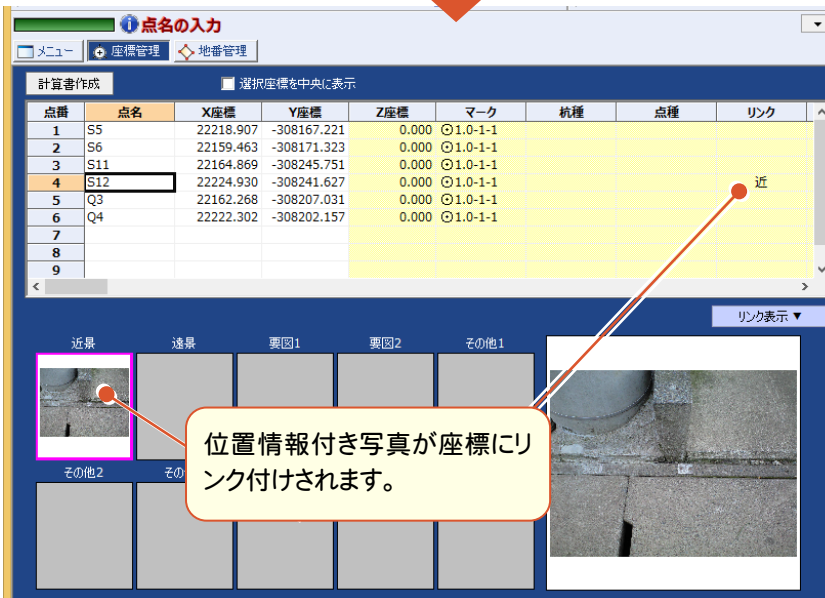 点名の入力
メニュー 座標管理 地番管理
計算書作成 選択座標を中央に表示
点番 点名 X座標 Y座標 Z座標 マーク 杭種 点種 リンク
1 S5 22218.907 -308167.221 0.000 ⊙1.0-1-1
2 S6 22159.463 -308171.323 0.000 ⊙1.0-1-1
3 S11 22164.869 -308245.751 0.000 ⊙1.0-1-1
4 S12 22224.930 -308241.627 0.000 ⊙1.0-1-1 近
5 Q3 22162.268 -308207.031 0.000 ⊙1.0-1-1
6 Q4 22222.302 -308202.157 0.000 ⊙1.0-1-1
7
8
9
リンク表示 ▼
近景 遠景 要図1 要図2 その他1
位置情報付き写真が座標にリ
ンク付けされます。
その他2 その